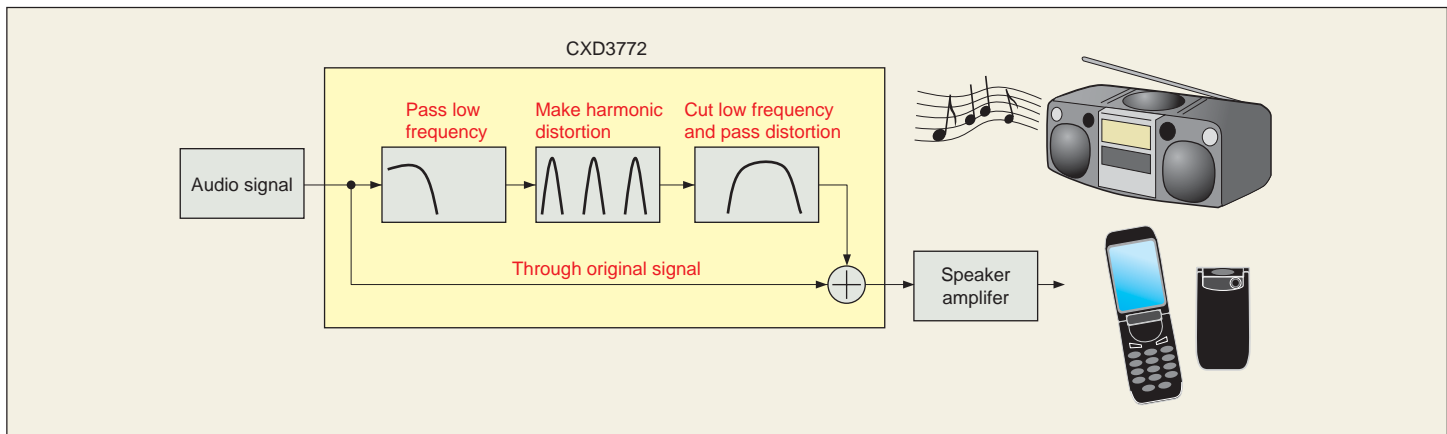 CXD3772
Pass low
frequency
Make harmonic
distortion
Cut low frequency
and pass distortion
Audio signal
Through original signal
Speaker
amplifer